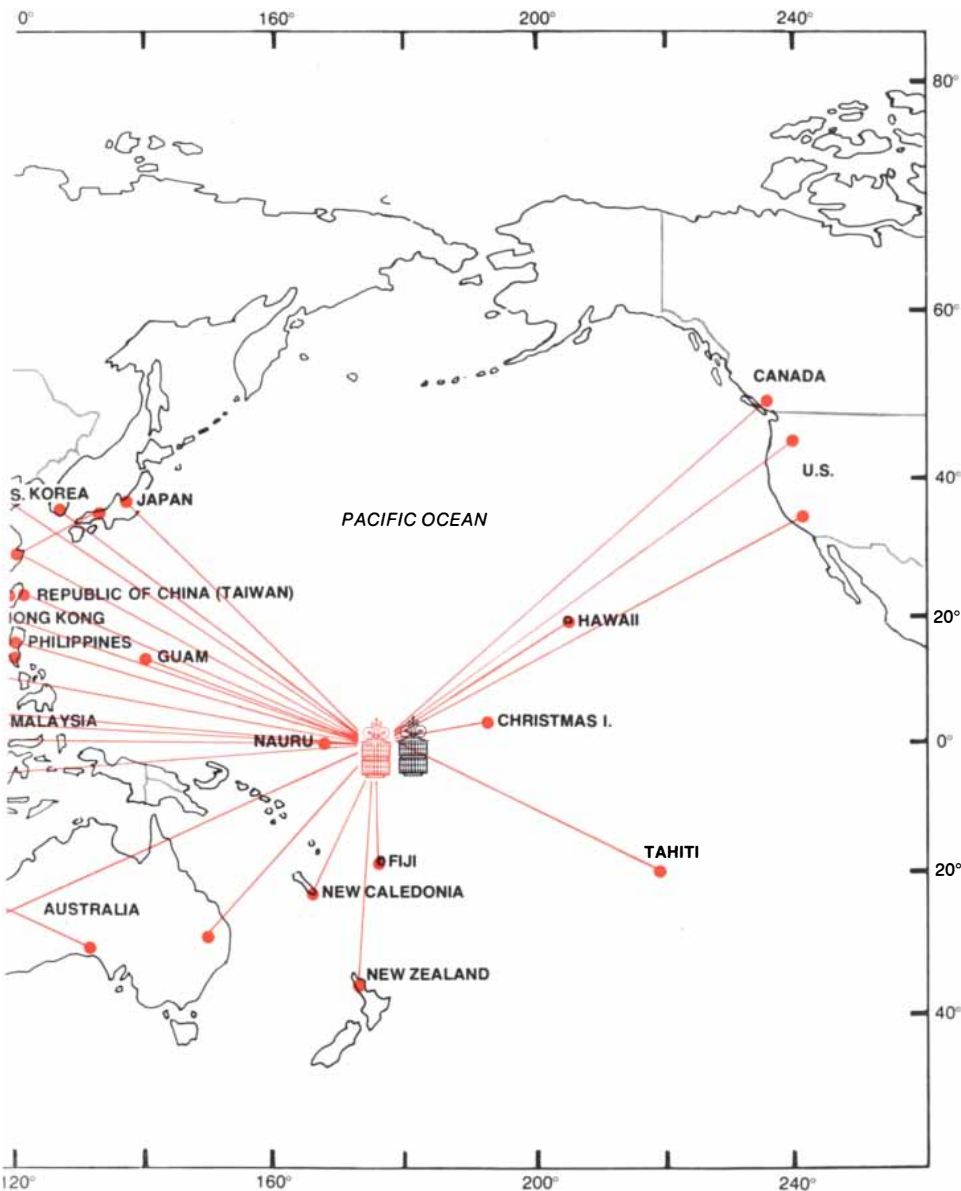 0° 160° 200° 240°
80°
60°
CANADA
U.S.
S. KOREA
JAPAN
40°
PACIFIC OCEAN
REPUBLIC OF CHINA (TAIWAN)
IONG KONG
HAWAII
20°
PHILIPPINES
GUAM
MALAYSIA
CHRISTMAS I.
NAURU
0°
TAHITI
FIJI
20°
NEW CALEDONIA
AUSTRALIA
NEW ZEALAND
40°
120° 160° 200° 240°